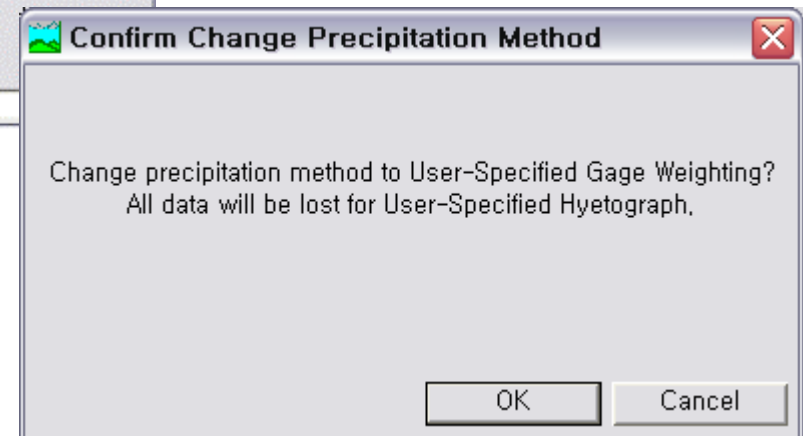 Confirm Change Precipitation Method
Change precipitation method to User-Specified Gage Weighting?
All data will be lost for User-Specified Hyetograph,
OK
Cancel